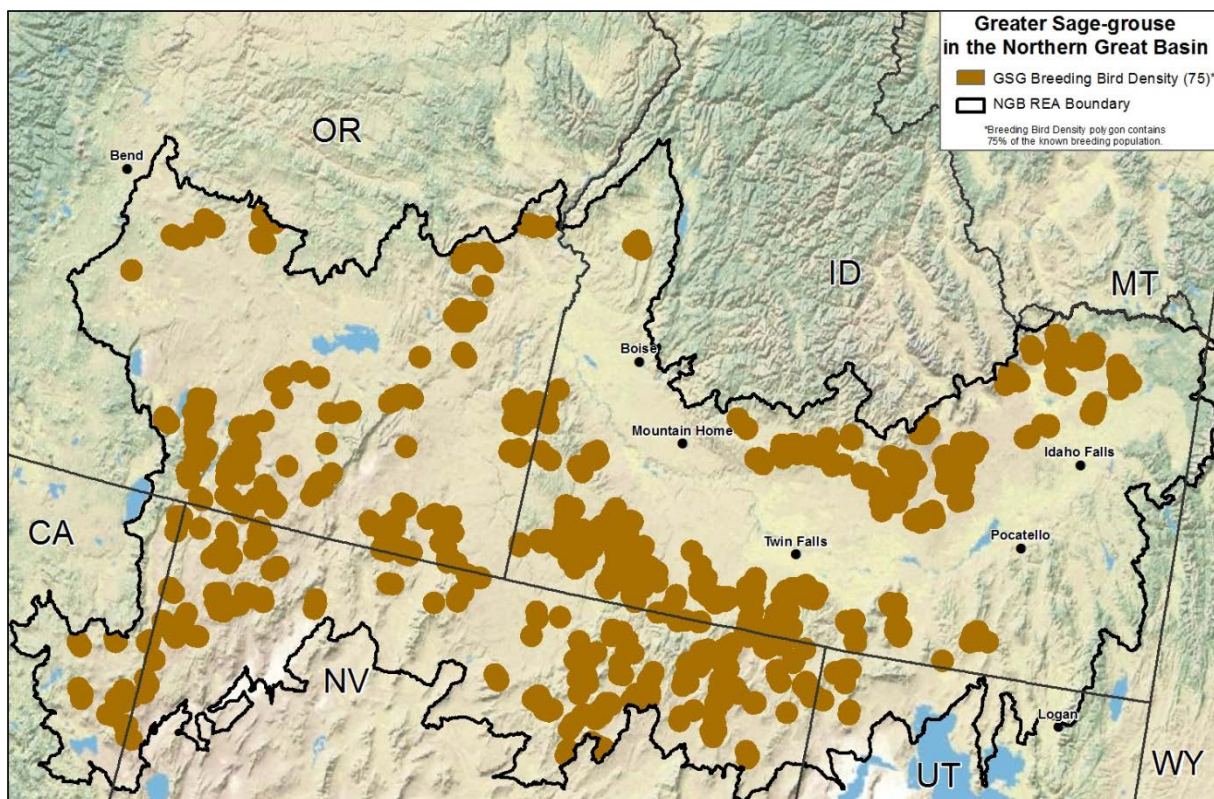 Greater Sage-grouse
in the Northern Great Basin
GSG Breeding Bird Density (75)*
NGB REA Boundary
*Breeding Bird Density polygon contains
75% of the known breeding population.
OR
Bend
ID
MT
Boise
Mountain Home
Idaho Falls
CA
Twin Falls
Pocatello
NV
Logan
UT
WY